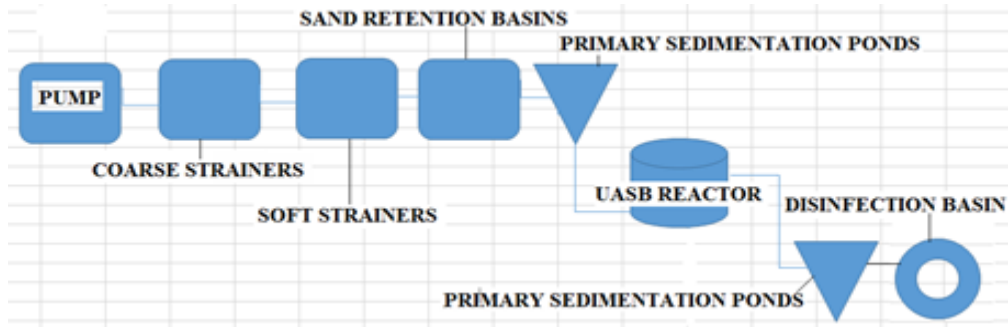 SAND RETENTION BASINS
PRIMARY SEDIMENTATION PONDS
PUMP
COARSE STRAINERS
SOFT STRAINERS
UASB REACTOR
DISINFECTION BASIN
PRIMARY SEDIMENTATION PONDS